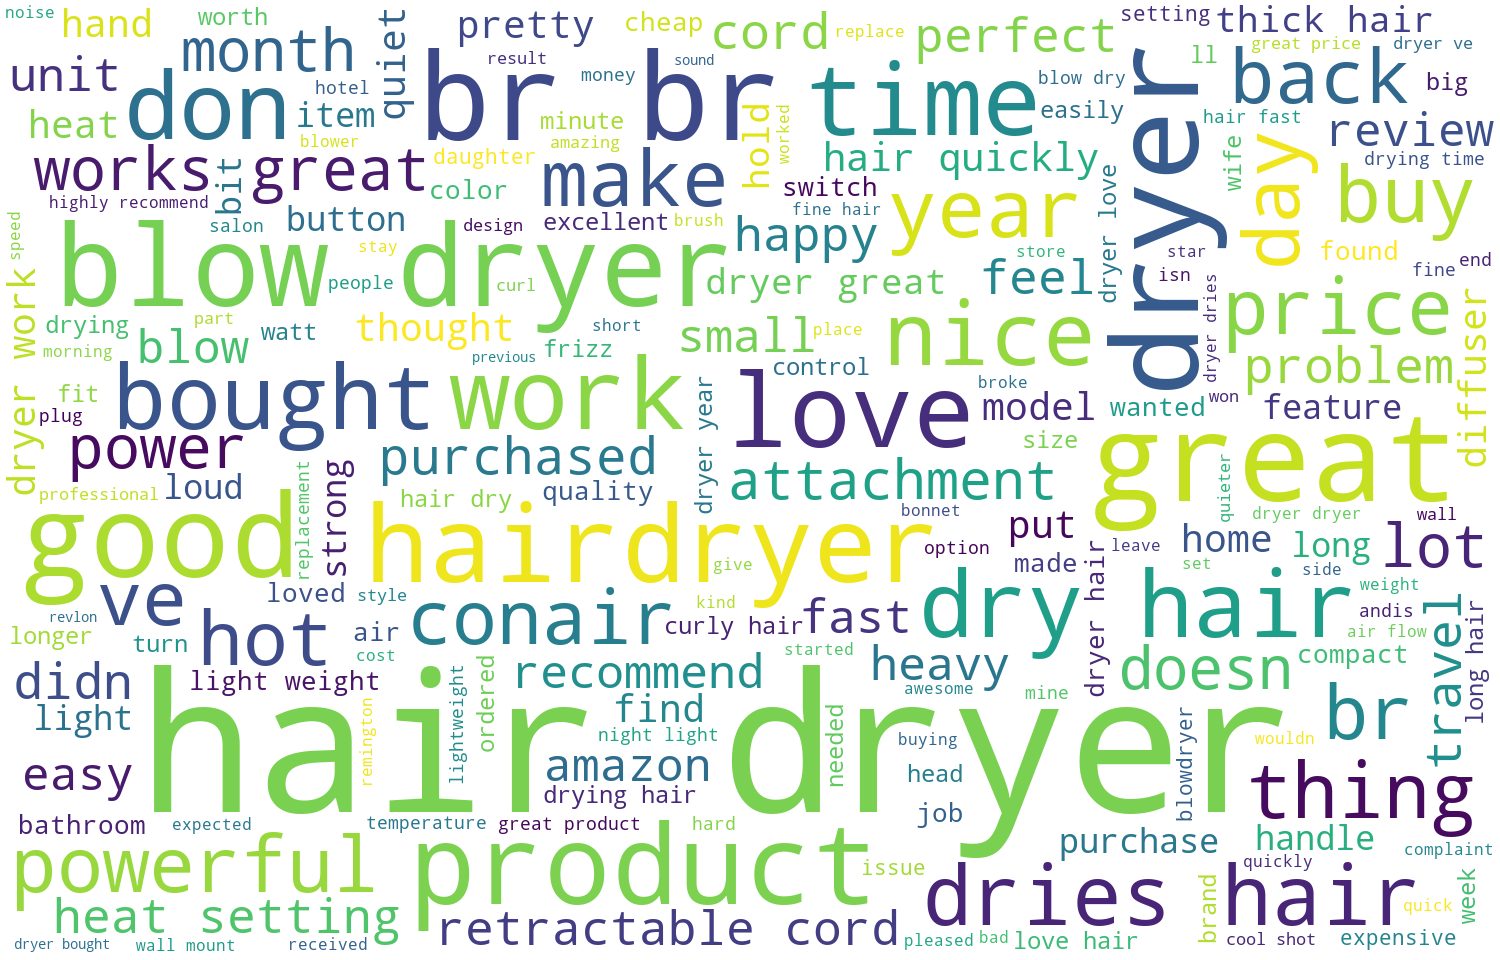 noise
hand
worth
month
quiet
pretty
result
cheap
money
sound
cord
replace
perfect
setting
thick hair
great price
dryer ve
unit
hotel
don
item
br br
time
blow dry
ll
back
big
heat
blower
minute
amazing
hold
worked
easily
hair fast
review
works great
daughter
make
hair quickly
dryer
wife
day
drying time
highly recommend
bit
color
switch
fine hair
year
dryer love
buy
salon
button
design
excellent
brush
happy
store
star
found
end
speed
blow dryer
stay
people
curl
dryer great
feel
isn
fine
dryer work
drying
part
watt
thought
short
small
place
nice
dryer dries
price
diffuser
morning
blow
previous
frizz
control
broke
problem
fit
plug
bought
work
love
model
wanted
won
feature
power
purchased
dryer year
size
great
professional
loud
strong
hair dry
quality
attachment
quieter
good
replacement
hairdryer
bonnet
put
dryer dryer
wall
option
made
dryer hair
leave
home
long
lot
ve
loved
style
give
dry hair
set
side
weight
revlon
longer
turn
hot
air
cost
conair
kind
curly hair
fast
andis
air flow
travel
long hair
didn
light weight
ordered
recommend
started
heavy
doesn
compact
light
hair dryer
remington
lightweight
find
night light
needed
awesome
mine
buying
blowdryer
wouldn
br
easy
amazon
drying hair
head
thing
bathroom
expected
temperature
great product
hard
job
purchase
handle
complaint
powerful
product
issue
dries hair
quickly
brand
quick
week
heat setting
retractable cord
pleased
bad
love hair
cool shot
expensive
dryer bought
wall mount
received